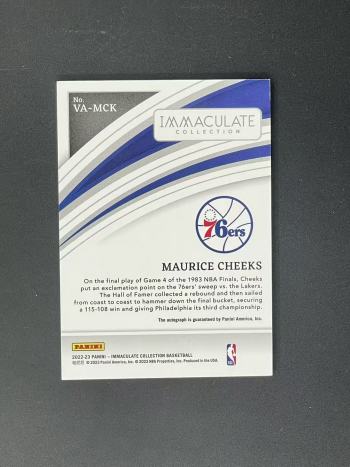 No.
VA-MCK
IMMACULATE
COLLECTION
76ers
MAURICE CHEEKS
On the final play of Game 4 of the 1983 NBA Finals, Cheeks
put an exclamation point on the 76ers' sweep vs. the Lakers.
The Hall of Famer collected a rebound and then sailed
from coast to coast to hammer down the final bucket, securing
a 115-108 win and giving Philadelphia its third championship.
The autograph is guaranteed by Panini America, Inc.
PANINI
2022-23 PANINI – IMMACULATE COLLECTION BASKETBALL
© 2023 Panini America, Inc. © 2023 NBA Properties, Inc. Produced in the USA.